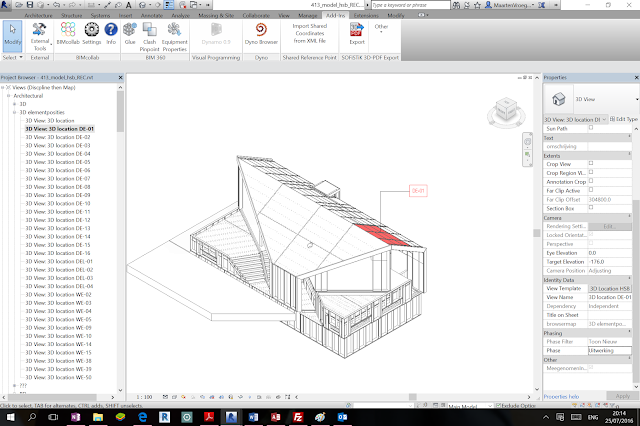 413_model_hsb_REC.rvt
Type a keyword or phrase
MaartenVroeg...
Architecture Structure Systems Insert Annotate Analyze Massing & Site Collaborate View Manage Add-Ins Extensions Modify
Modify
External Tools
BIMcollab
Settings
Info
Glue
Clash Pinpoint
Equipment Properties
Dynamo 0.9
Dyno Browser
Import Shared Coordinates from XML file
Export
Other
Select
External
BIMcollab
BIM 360
Visual Programming
Dyno
Shared Reference Point
SOFiSTiK 3D-PDF Export
Project Browser - 413_model_hsb_REC.rvt
Views (Discpline then Map)
Architectural
3D
3D elementposities
3D View: 3D location
3D View: 3D location DE-01
3D View: 3D location DE-02
3D View: 3D location DE-03
3D View: 3D location DE-04
3D View: 3D location DE-05
3D View: 3D location DE-06
3D View: 3D location DE-07
3D View: 3D location DE-08
3D View: 3D location DE-09
3D View: 3D location DE-10
3D View: 3D location DE-11
3D View: 3D location DE-12
3D View: 3D location DE-13
3D View: 3D location DE-14
3D View: 3D location DE-15
3D View: 3D location DE-16
3D View: 3D location DEL-01
3D View: 3D location DEL-02
3D View: 3D location DEL-03
3D View: 3D location DEL-04
3D View: 3D location WE-02
3D View: 3D location WE-03
3D View: 3D location WE-04
3D View: 3D location WE-05
3D View: 3D location WE-09
3D View: 3D location WE-10
3D View: 3D location WE-14
3D View: 3D location WE-15
3D View: 3D location WE-38
3D View: 3D location WE-39
3D View: 3D location WE-50
???
DE-01
Properties
3D View
3D View: 3D location DI
Edit Type
Sun Path
Text
omschrijving
Extents
Crop View
Crop Region Vi...
Annotation Crop
Far Clip Active
Far Clip Offset 304800.0
Section Box
Camera
Rendering Setti... Edit...
Locked Orientat...
Perspective
Eye Elevation 0.0
Target Elevation -176.0
Camera Position Adjusting
Identity Data
View Template 3D Location HSB
View Name 3D location DE-01
Dependency Independent
Title on Sheet
browsermap 3D elementpo...
Phasing
Phase Filter Toon Nieuw
Phase Uitwerking
Other
Meegenomenin...
Properties help
Apply
1 : 100
Click to select, TAB for alternates, CTRL adds, SHIFT unselects.
Main Model
Exclude Options
ENG
20:14
25/07/2016